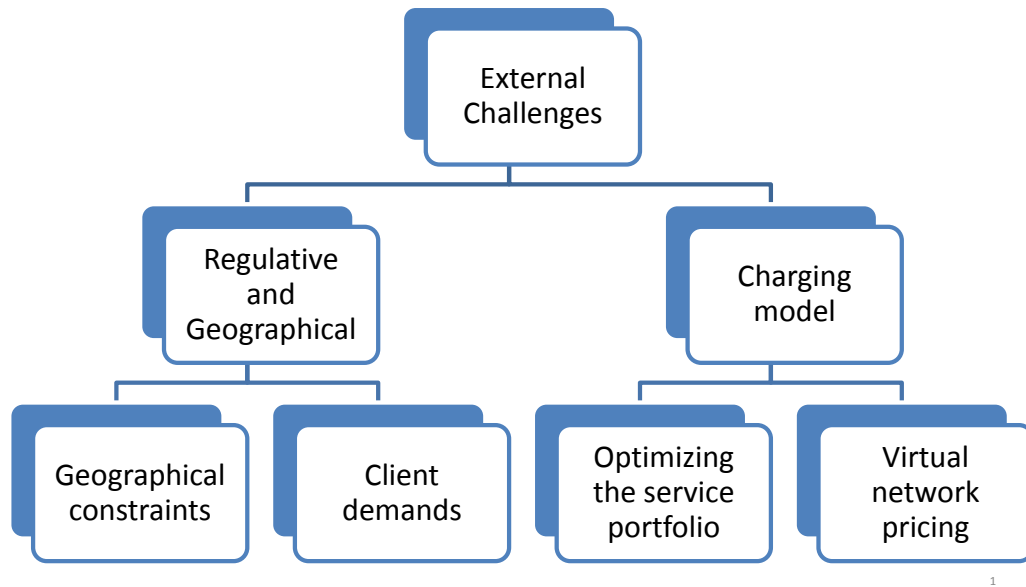 External
Challenges
Regulative
and
Geographical
Charging
model
Geographical
constraints
Client
demands
Optimizing
the service
portfolio
Virtual
network
pricing
1